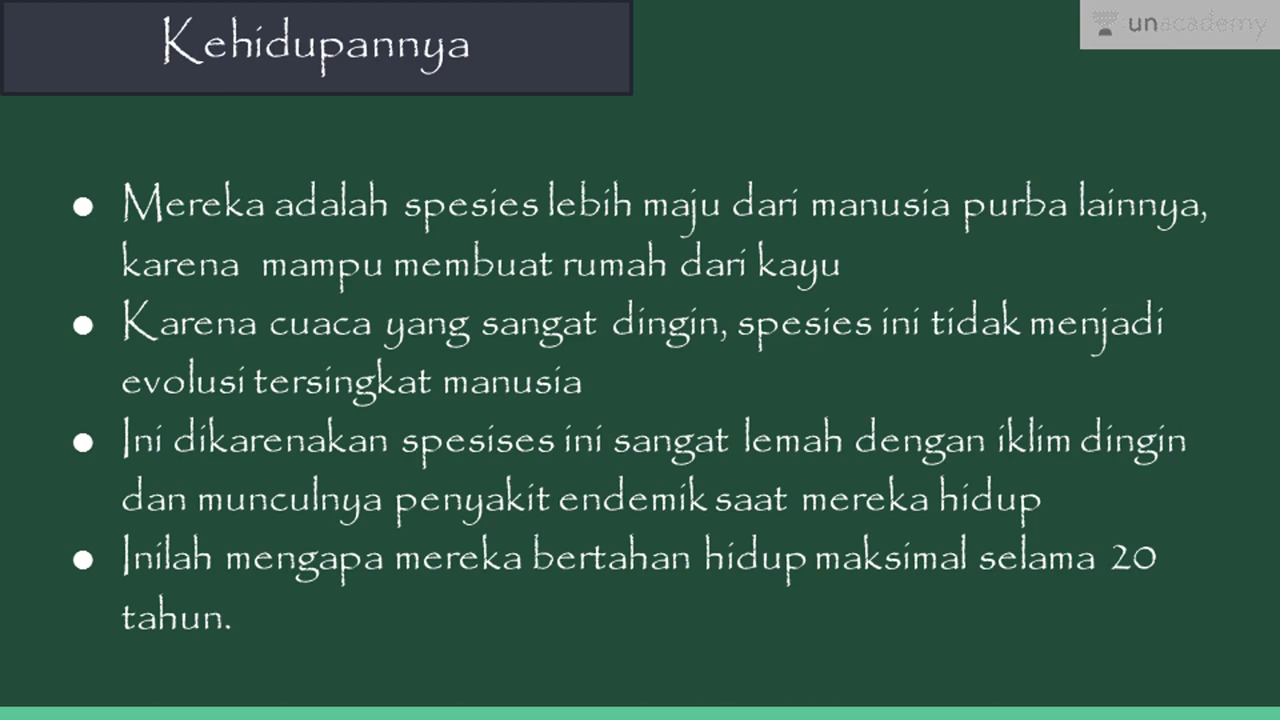 Kehidupannya
unacademy
● Mereka adalah spesies lebih maju dari manusia purba lainnya,
karena mampu membuat rumah dari kayu
● Karena cuaca yang sangat dingin, spesies ini tidak menjadi
evolusi tersingkat manusia
● Ini dikarenakan spesises ini sangat lemah dengan iklim dingin
dan munculnya penyakit endemik saat mereka hidup
● Inilah mengapa mereka bertahan hidup maksimal selama 20
tahun.